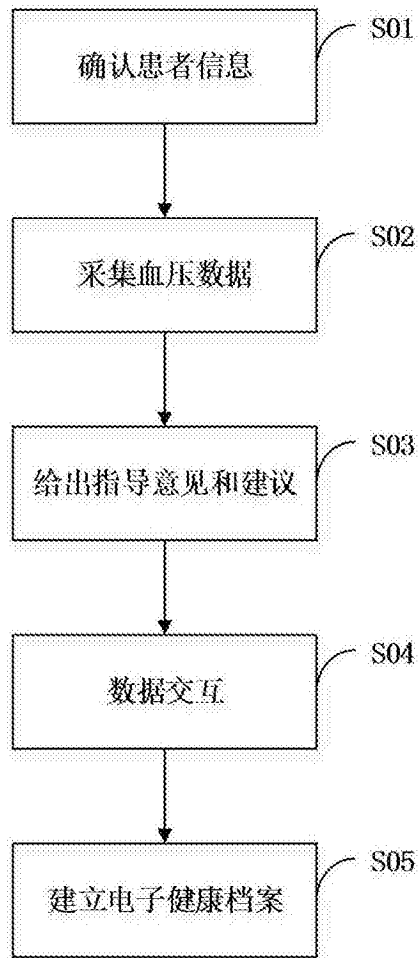 S01
确认患者信息
S02
采集血压数据
S03
给出指导意见和建议
S04
数据交互
S05
建立电子健康档案